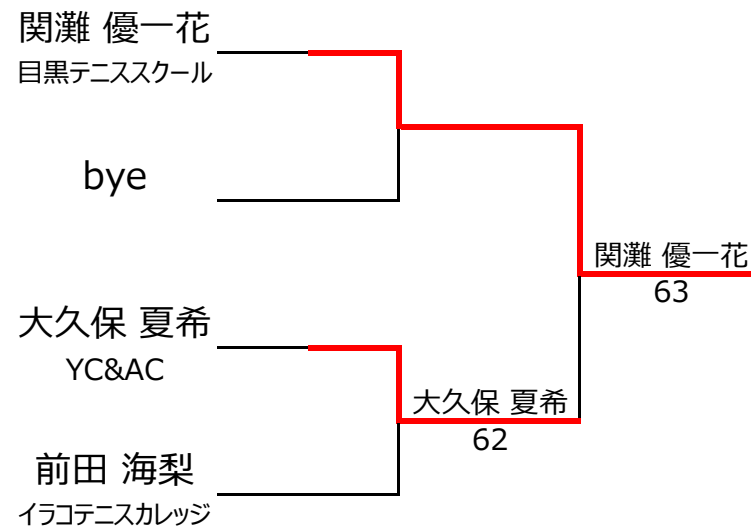 関灘 優一花
目黒テニススクール
bye
関灘 優一花
63
大久保 夏希
YC&AC
大久保 夏希
62
前田 海梨
イラコテニスカレッジ